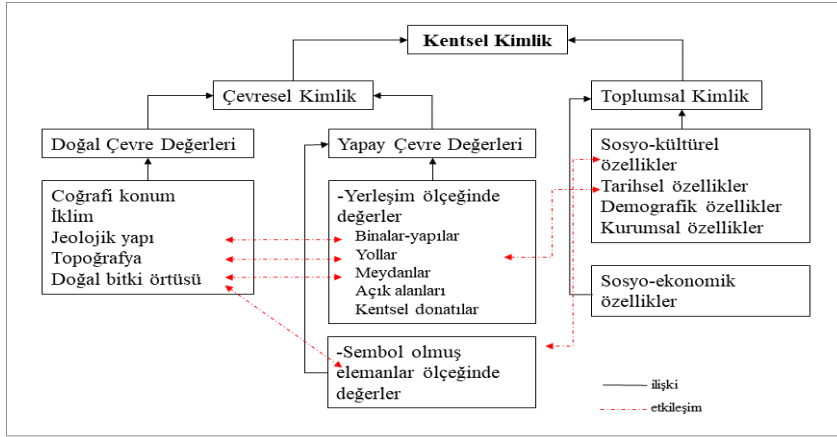 Kentsel Kimlik
Çevresel Kimlik
Toplumsal Kimlik
Doğal Çevre Değerleri
Yapay Çevre Değerleri
Coğrafi konum
İklim
Jeolojik yapı
Topoğrafya
Doğal bitki örtüsü
-Yerleşim ölçeğinde
değerler
Binalar-yapılar
Yollar
Meydanlar
Açık alanları
Kentsel donatılar
-Sembol olmuş
elemanlar ölçeğinde
değerler
Sosyo-kültürel
özellikler
Tarihsel özellikler
Demografik özellikler
Kurumsal özellikler
Sosyo-ekonomik
özellikler
ilişki
etkileşim